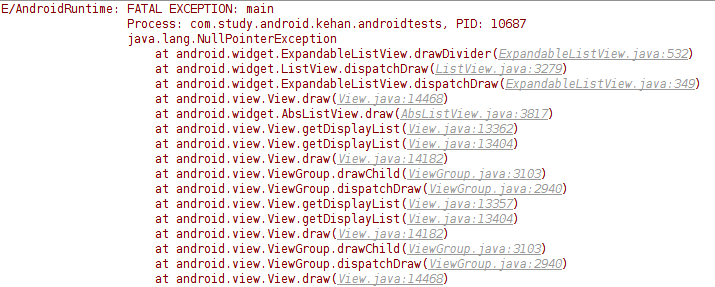 E/AndroidRuntime: FATAL EXCEPTION: main
Process: com.study.android.kehan.androidtests, PID: 10687
java.lang.NullPointerException
at android.widget.ExpandableListView.drawDivider(ExpandableListView.java:532)
at android.widget.ListView.dispatchDraw(ListView.java:3279)
at android.widget.ExpandableListView.dispatchDraw(ExpandableListView.java:349)
at android.view.View.draw(View.java:14468)
at android.widget.AbsListView.draw(AbsListView.java:3817)
at android.view.View.getDisplayList(View.java:13362)
at android.view.View.getDisplayList(View.java:13404)
at android.view.View.draw(View.java:14182)
at android.view.ViewGroup.drawChild(ViewGroup.java:3103)
at android.view.ViewGroup.dispatchDraw(ViewGroup.java:2940)
at android.view.View.getDisplayList(View.java:13357)
at android.view.View.getDisplayList(View.java:13404)
at android.view.View.draw(View.java:14182)
at android.view.ViewGroup.drawChild(ViewGroup.java:3103)
at android.view.ViewGroup.dispatchDraw(ViewGroup.java:2940)
at android.view.View.draw(View.java:14468)